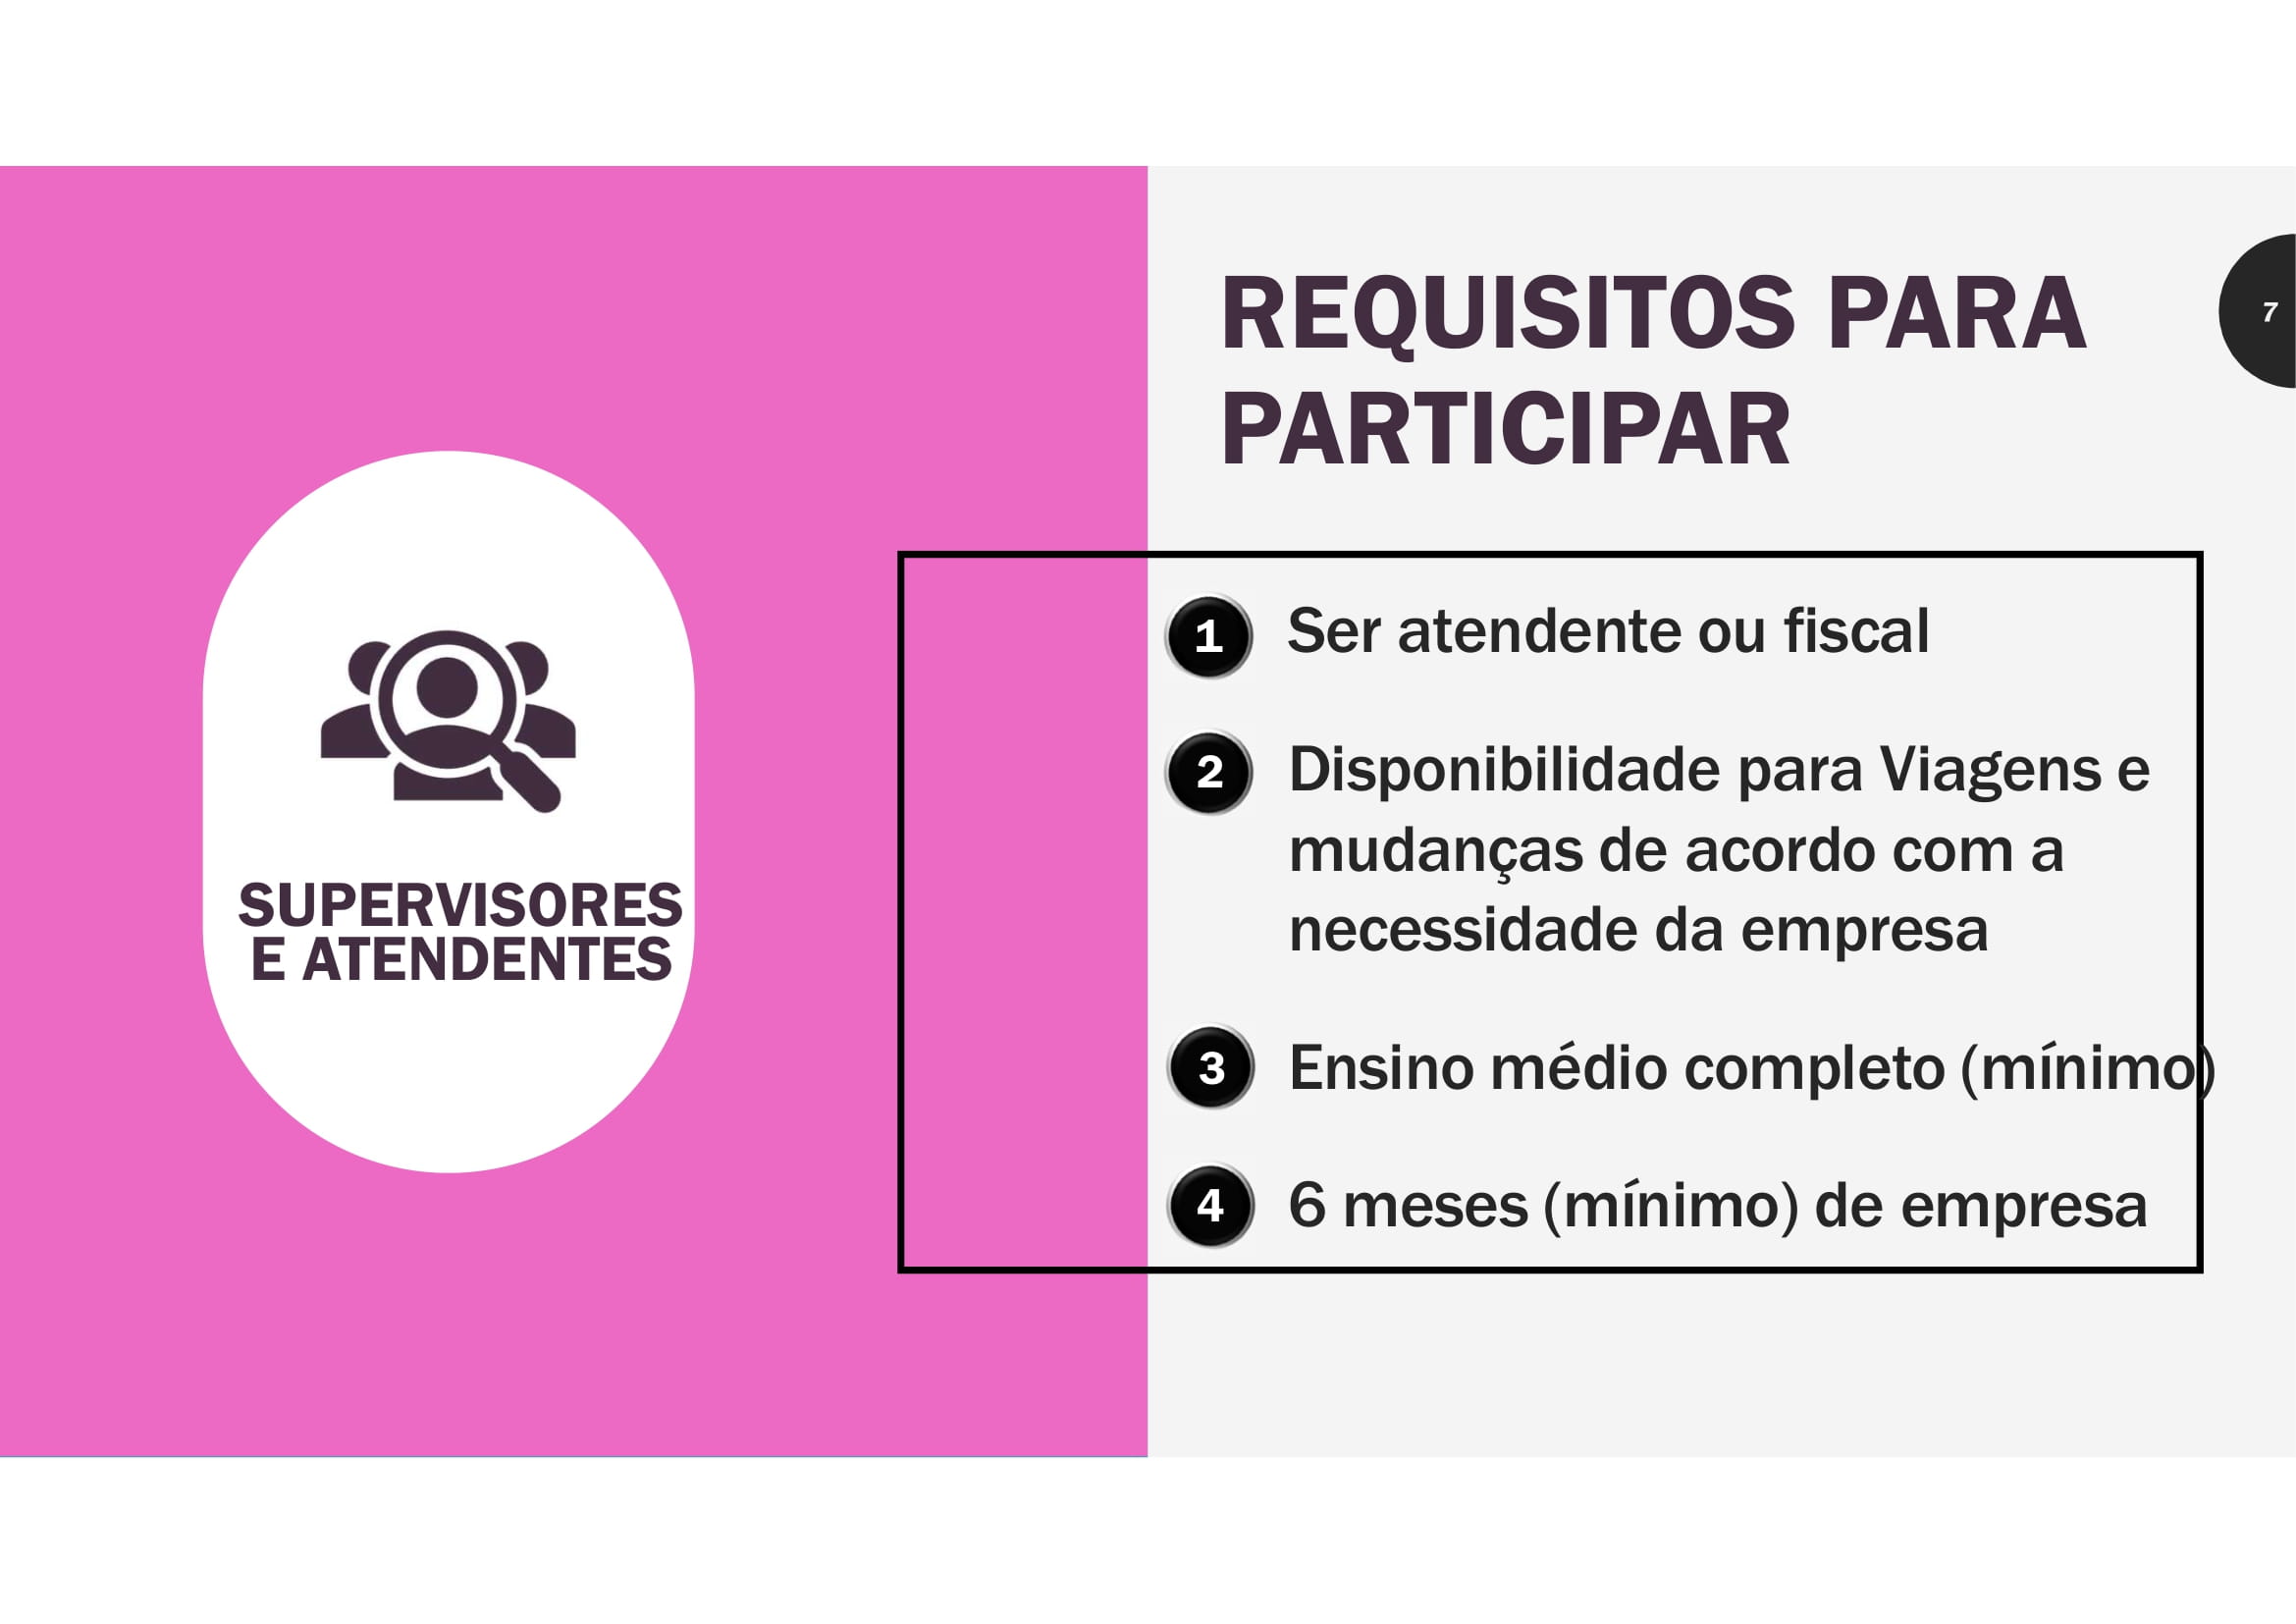 REQUISITOS PARA
PARTICIPAR
7
SUPERVISORES
E ATENDENTES
1 Ser atendente ou fiscal
2 Disponibilidade para Viagens e
mudanças de acordo com a
necessidade da empresa
3 Ensino médio completo (mínimo)
4 6 meses (mínimo) de empresa